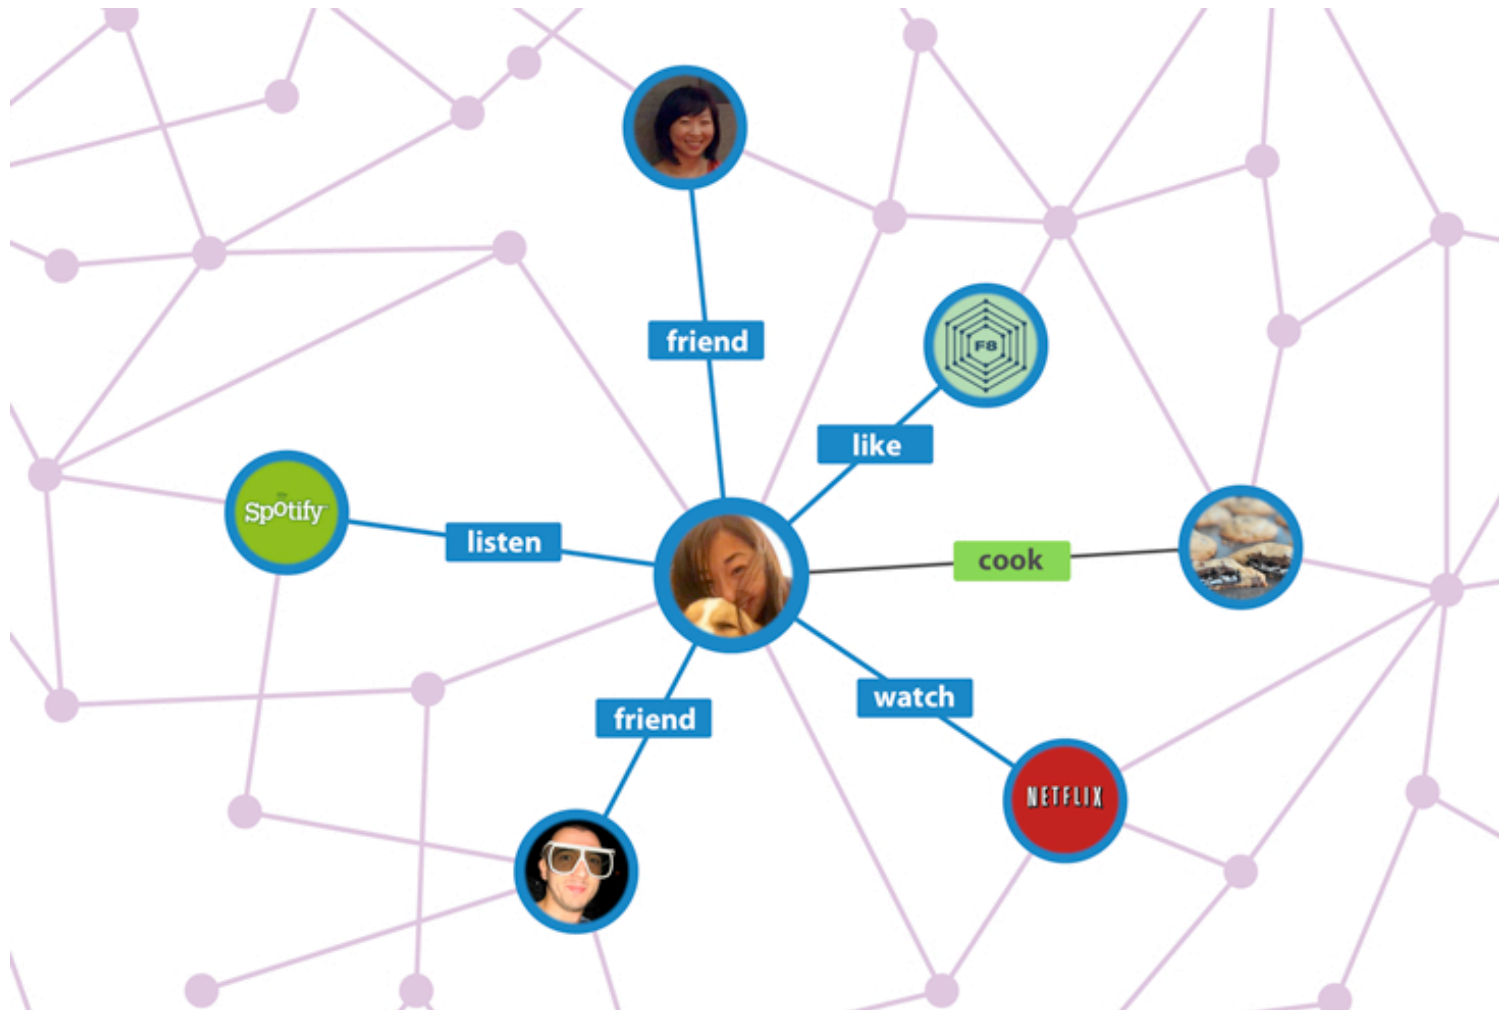 friend
F8
like
Spotify
listen
cook
watch
friend
NETFLIX